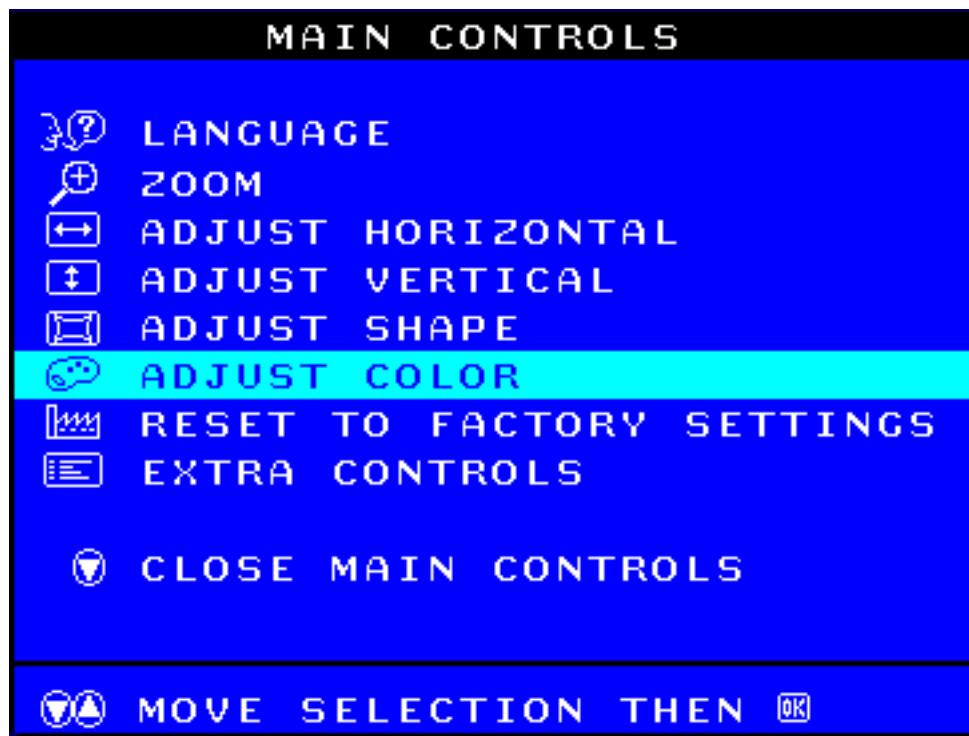 MAIN CONTROLS
LANGUAGE
ZOOM
ADJUST HORIZONTAL
ADJUST VERTICAL
ADJUST SHAPE
ADJUST COLOR
RESET TO FACTORY SETTINGS
EXTRA CONTROLS
CLOSE MAIN CONTROLS
MOVE SELECTION THEN OK